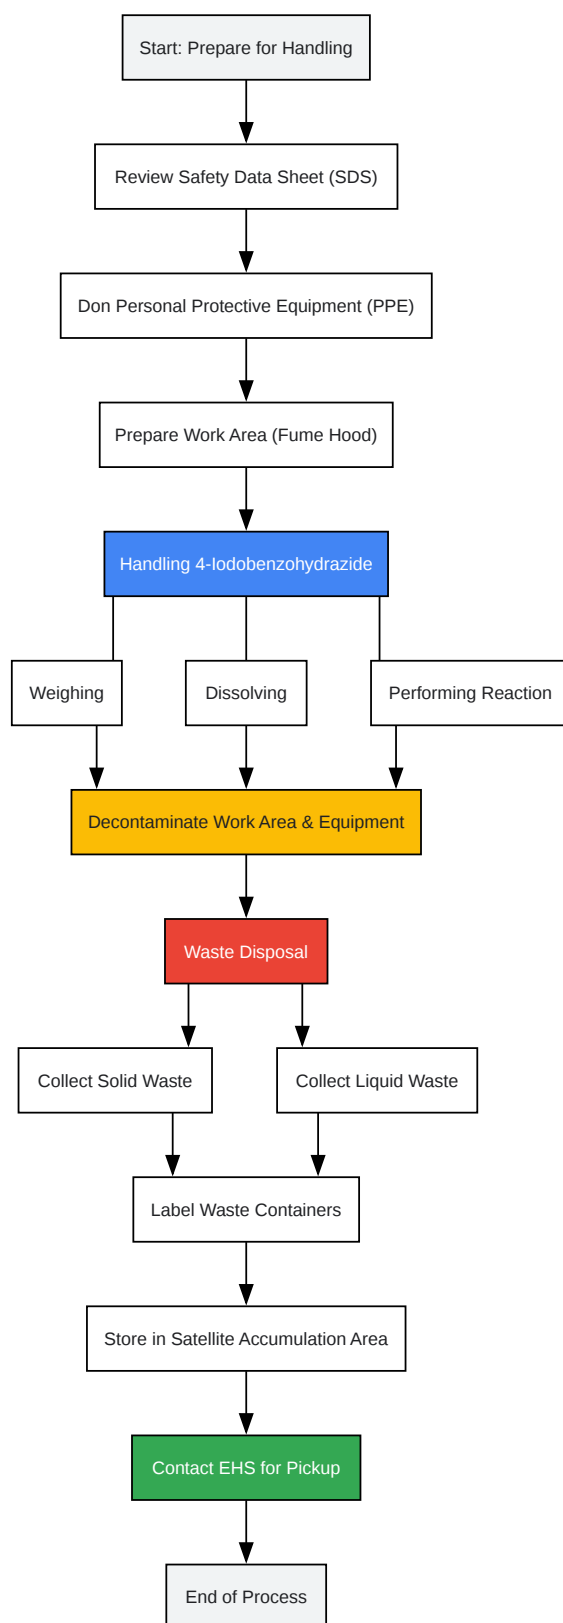 Start: Prepare for Handling
Review Safety Data Sheet (SDS)
Don Personal Protective Equipment (PPE)
Prepare Work Area (Fume Hood)
Handling 4-Iodobenzohydrazide
Weighing
Dissolving
Performing Reaction
Decontaminate Work Area & Equipment
Waste Disposal
Collect Solid Waste
Collect Liquid Waste
Label Waste Containers
Store in Satellite Accumulation Area
Contact EHS for Pickup
End of Process